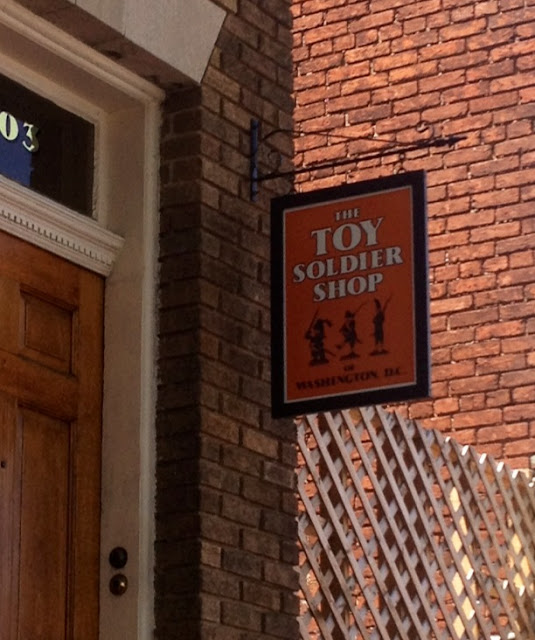 03
THE
TOY
SOLDIER
SHOP
OF
WASHINGTON, D.C.